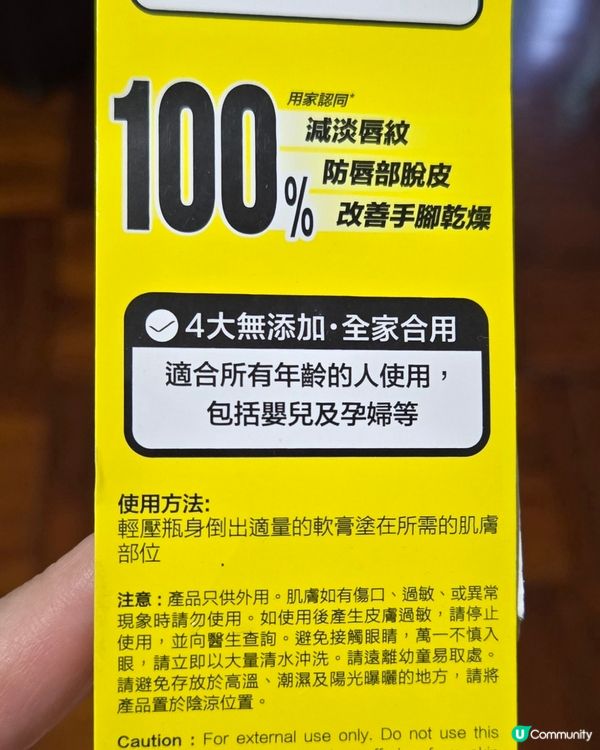 用家認同*
100%
減淡唇紋
防唇部脫皮
改善手腳乾燥
4大無添加·全家合用
適合所有年齡的人使用，
包括嬰兒及孕婦等
使用方法:
輕壓瓶身倒出適量的軟膏塗在所需的肌膚
部位
注意：產品只供外用。肌膚如有傷口、過敏、或異常
現象時請勿使用。如使用後產生皮膚過敏，請停止
使用，並向醫生查詢。避免接觸眼睛，萬一不慎入
眼，請立即以大量清水沖洗。請遠離幼童易取處。
請避免存放於高溫、潮濕及陽光曝曬的地方，請將
產品置於陰涼位置。
Caution : For external use only. Do not use this
U Community